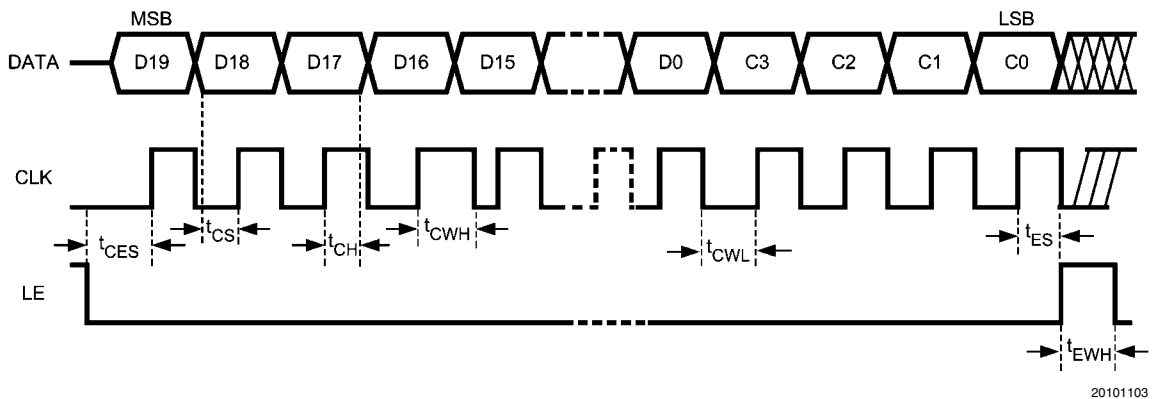 MSB LSB
DATA D19 D18 D17 D16 D15 D0 C3 C2 C1 C0
CLK
tCES tCS tCH tCWH tCWL tES
LE
tEWH
20101103